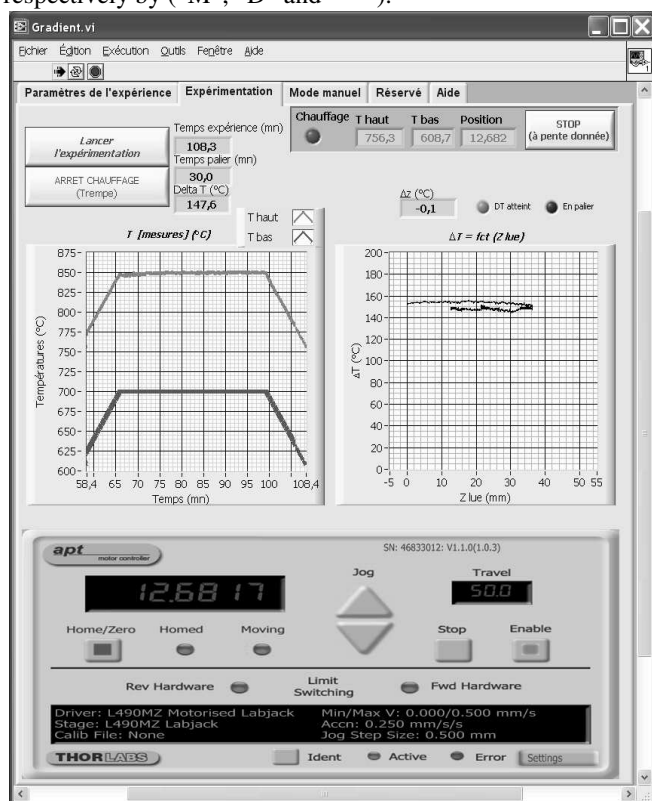 respectively by ("M", "D" and
Gradient.vi
Fichier Édition Exécution Outils Fenêtre Aide
Paramètres de l'expérience Expérimentation Mode manuel Réservé Aide
Lancer l'expérimentation
ARRET CHAUFFAGE (Trempe)
Temps expérience (mn)
108,3
Temps palier (mn)
30,0
Delta T (°C)
147,6
Chauffage T haut T bas Position
756,3 608,7 12,682
STOP (à pente donnée)
Δz (°C)
-0,1
DT atteint En palier
T haut
T bas
T [mesures] (°C)
875
850
825
800
775
750
725
700
675
650
625
600
Températures (°C)
58,4 65 70 75 80 85 90 95 100 108,4
Temps (mn)
ΔT = fct (Z lue)
200
180
160
140
120
100
80
60
40
20
0
ΔT (°C)
-5 0 10 20 30 40 50 55
Z lue (mm)
apt motor controller
SN: 46833012: V1.1.0(1.0.3)
12.6817
Jog
Travel
50.0
Home/Zero Homed Moving Stop Enable
Rev Hardware Limit Switching Fwd Hardware
Driver: L490MZ Motorised Labjack
Stage: L490MZ Labjack
Calib File: None
Min/Max V: 0.000/0.500 mm/s
Accn: 0.250 mm/s/s
Jog Step Size: 0.500 mm
THORLABS
Ident Active Error Settings